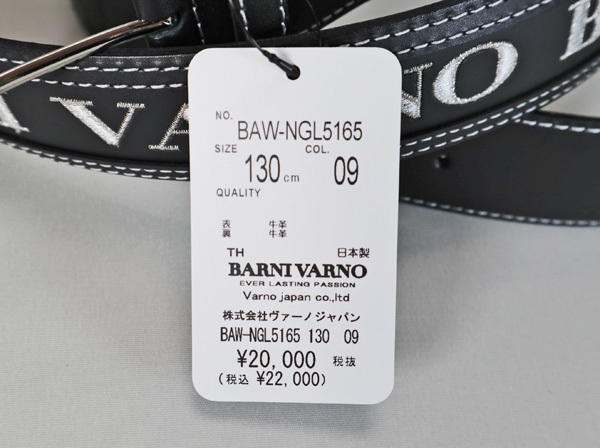 VARNO B
NO. BAW-NGL5165
SIZE COL.
130 cm 09
QUALITY
表 牛革
裏 牛革
TH 日本製
BARNI VARNO
EVER LASTING PASSION
Varno japan co.,ltd
株式会社ヴァーノジャパン
BAW-NGL5165 130 09
¥20,000 税抜
(税込 ¥22,000)